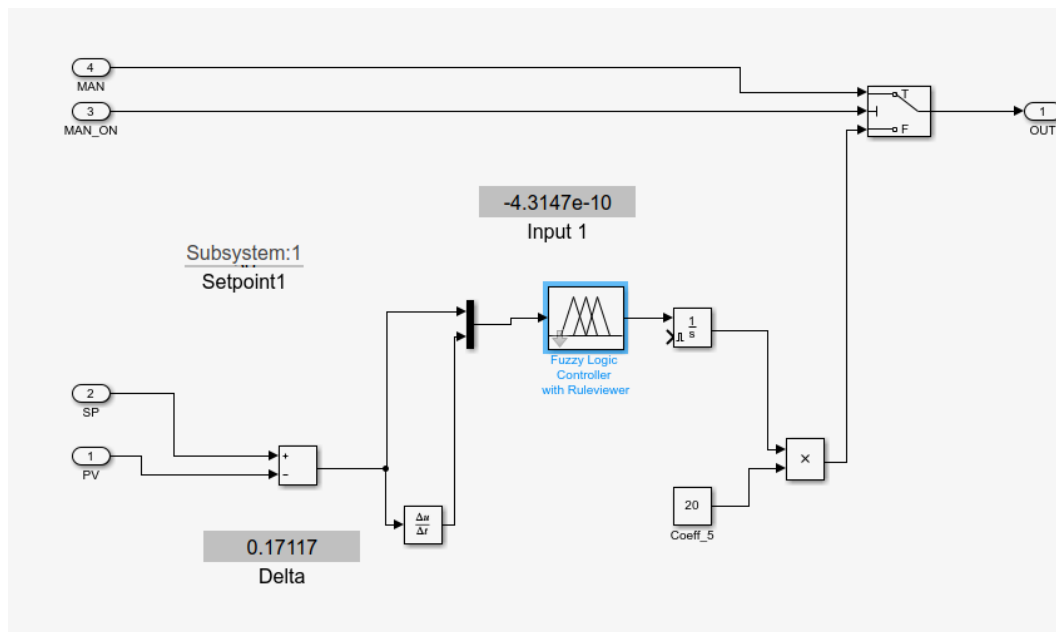 4
MAN
3
MAN_ON
T
F
1
OUT
-4.3147e-10
Input 1
Subsystem:1
Setpoint1
1
s
Fuzzy Logic
Controller
with Ruleviewer
2
SP
+
1
PV
−
×
Δu
Δt
20
Coeff_5
0.17117
Delta